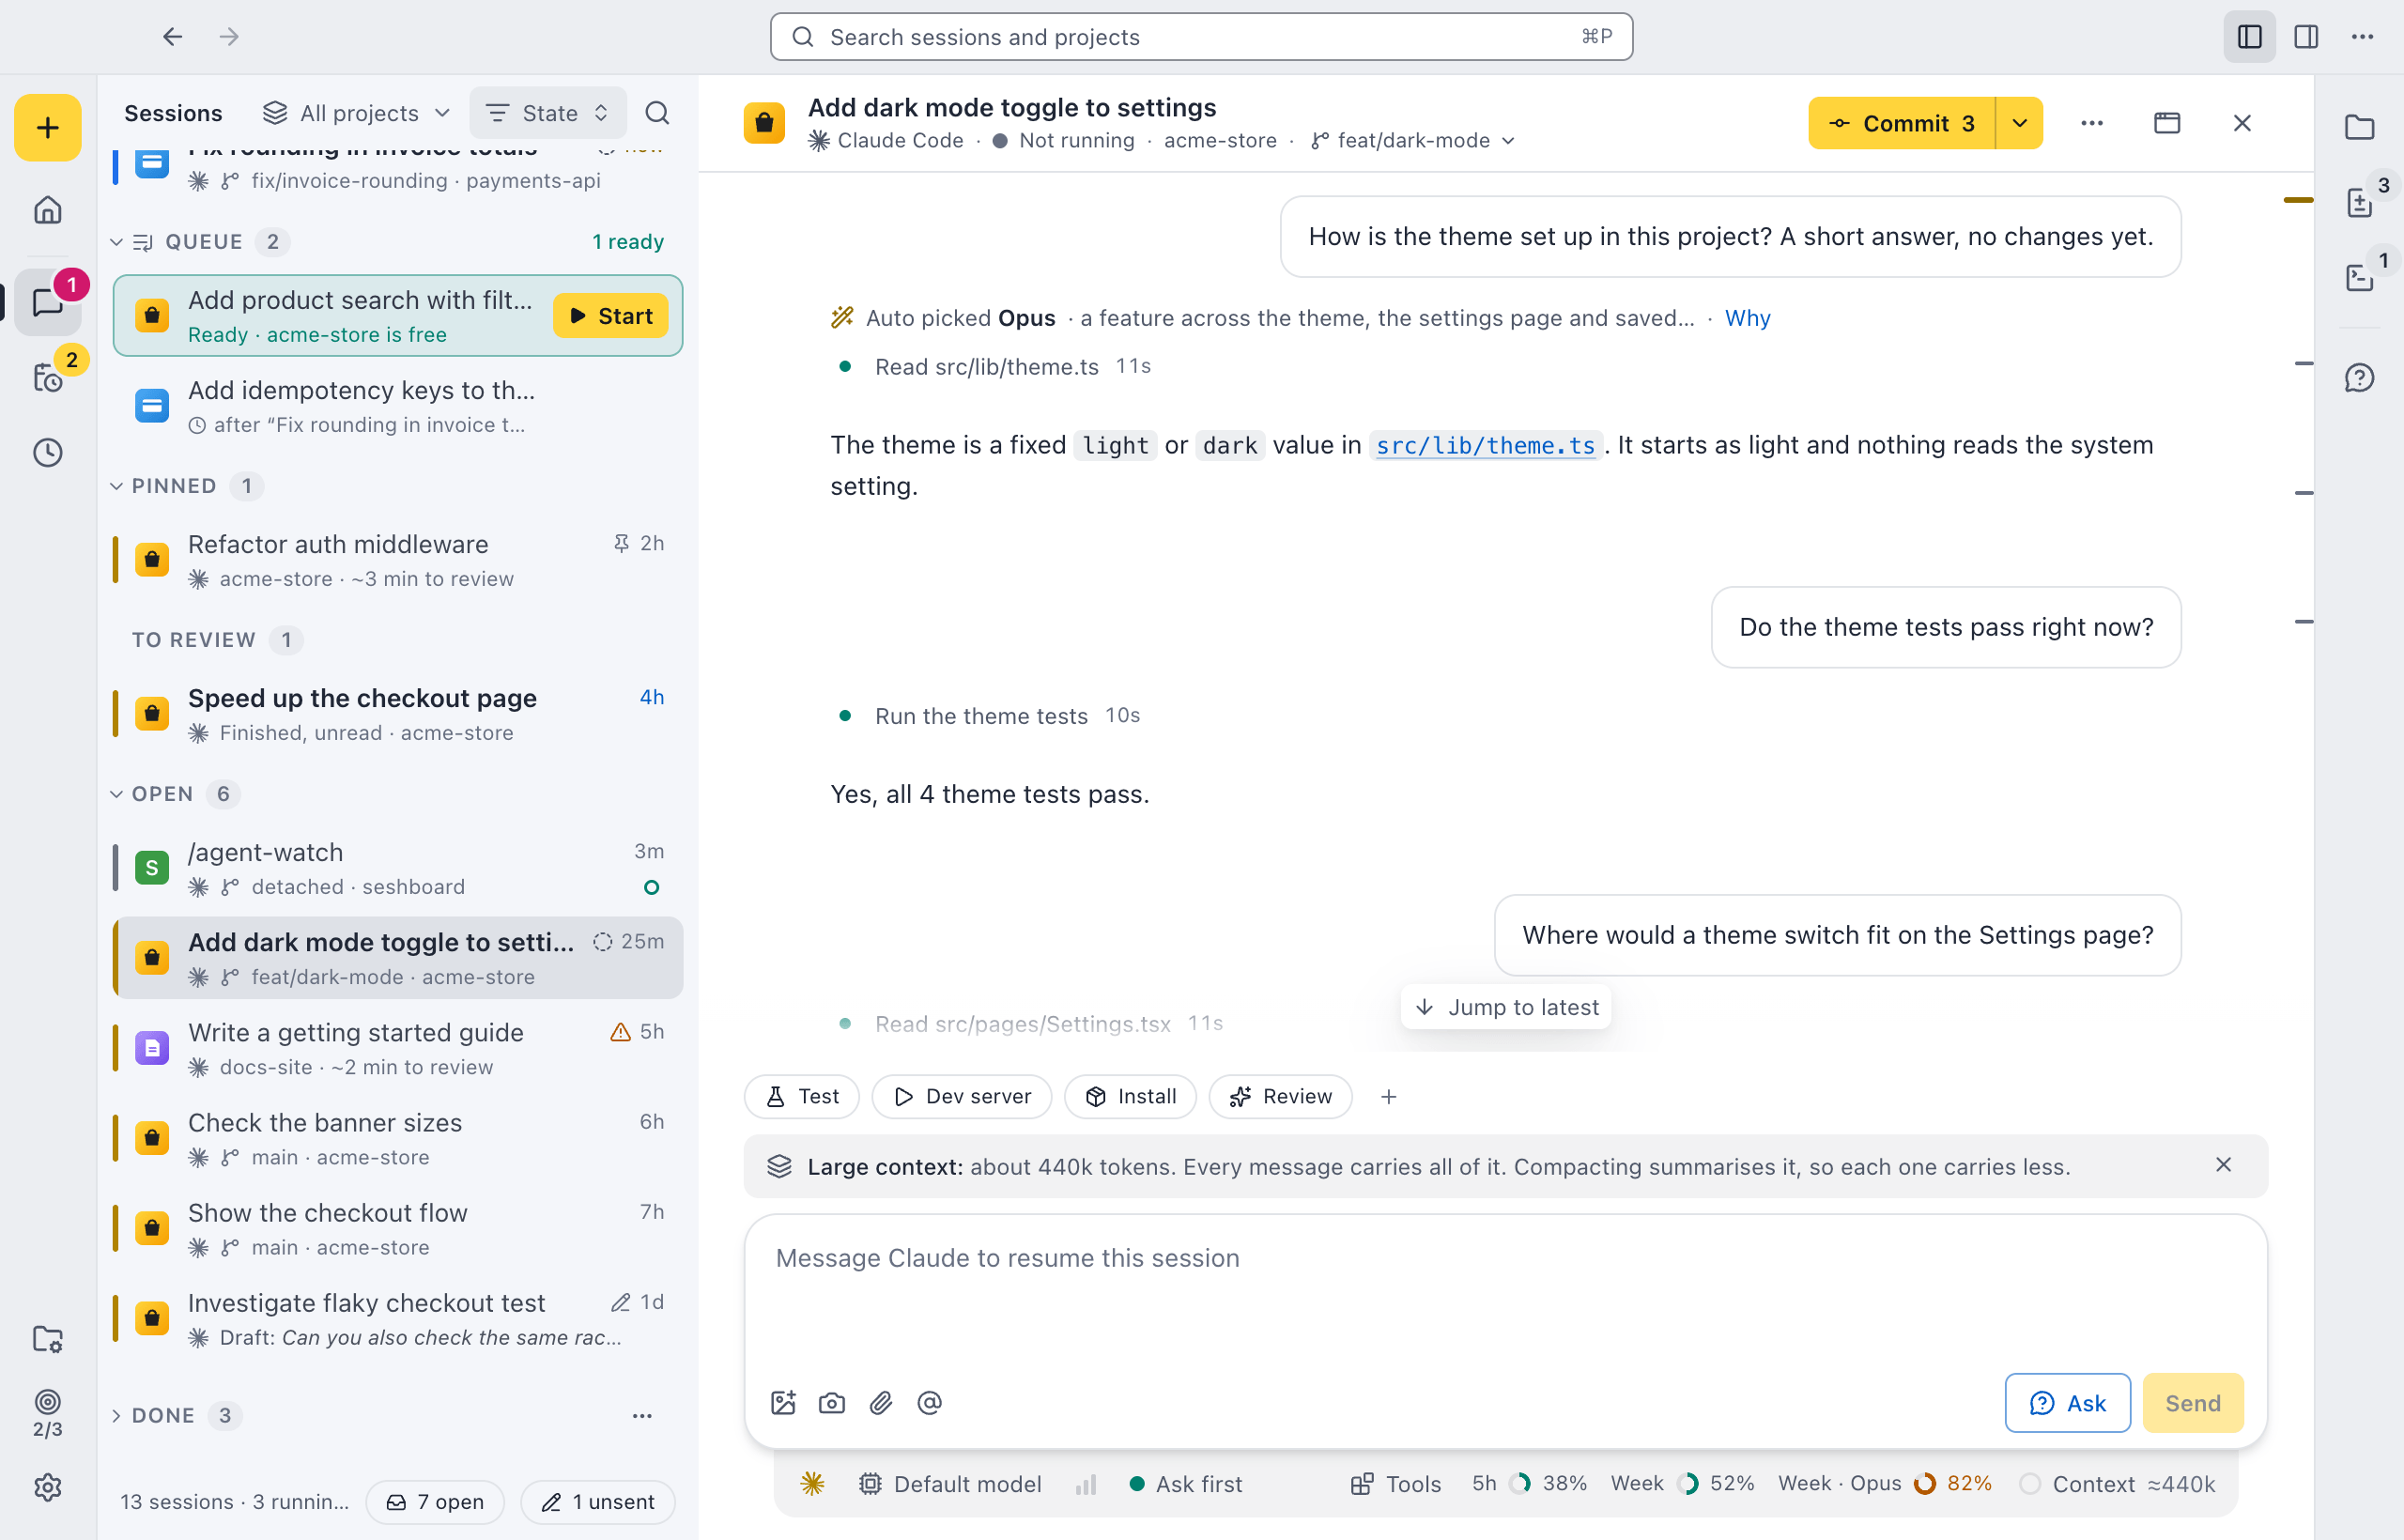 Search sessions and projects
⌘P
Sessions
All projects
State
Fix rounding in invoice totals
now
fix/invoice-rounding · payments-api
QUEUE 2
1 ready
Add product search with filt...
Ready · acme-store is free
Start
Add idempotency keys to th...
after “Fix rounding in invoice t...
PINNED 1
Refactor auth middleware
2h
acme-store · ~3 min to review
TO REVIEW 1
Speed up the checkout page
4h
Finished, unread · acme-store
OPEN 6
S
/agent-watch
3m
detached · seshboard
Add dark mode toggle to setti...
25m
feat/dark-mode · acme-store
Write a getting started guide
5h
docs-site · ~2 min to review
Check the banner sizes
6h
main · acme-store
Show the checkout flow
7h
main · acme-store
Investigate flaky checkout test
1d
Draft: Can you also check the same rac...
DONE 3
13 sessions · 3 runnin...
7 open
1 unsent
1
2
2/3
Add dark mode toggle to settings
Claude Code · Not running · acme-store · feat/dark-mode
Commit 3
How is the theme set up in this project? A short answer, no changes yet.
Auto picked Opus · a feature across the theme, the settings page and saved... · Why
Read src/lib/theme.ts 11s
The theme is a fixed light or dark value in src/lib/theme.ts. It starts as light and nothing reads the system
setting.
Do the theme tests pass right now?
Run the theme tests 10s
Yes, all 4 theme tests pass.
Where would a theme switch fit on the Settings page?
Jump to latest
Read src/pages/Settings.tsx 11s
Test
Dev server
Install
Review
Large context: about 440k tokens. Every message carries all of it. Compacting summarises it, so each one carries less.
Message Claude to resume this session
Ask
Send
Default model
Ask first
Tools
5h 38%
Week 52%
Week · Opus 82%
Context ≈440k
3
1